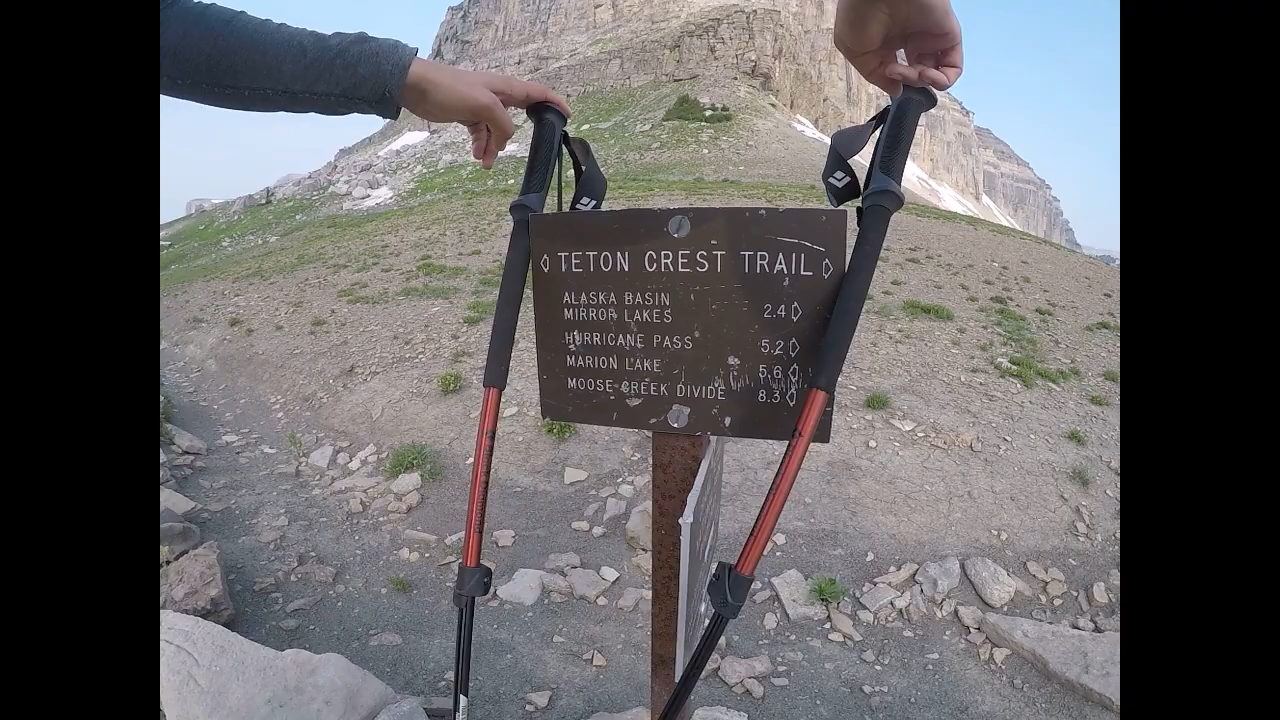 TETON CREST TRAIL
ALASKA BASIN
MIRROR LAKES 2.4
HURRICANE PASS 5.2
MARION LAKE 5.6
MOOSE CREEK DIVIDE 8.3